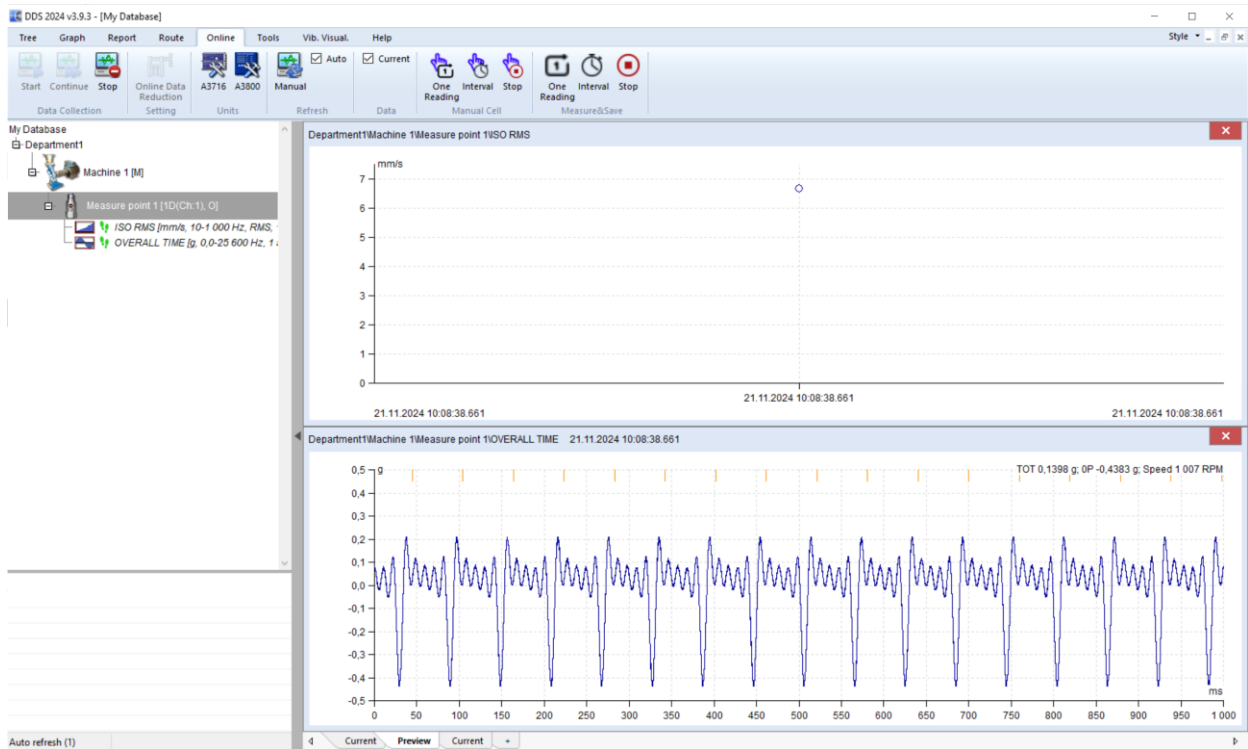 DDS 2024 v3.9.3 - [My Database]
Tree Graph Report Route Online Tools Vib. Visual. Help Style
Start Continue Stop Online Data Reduction A3716 A3800 Manual Auto Current One Reading Interval Stop One Reading Interval Stop
Data Collection Setting Units Refresh Data Manual Cell Measure&Save
My Database
Department1
Machine 1 [M]
Measure point 1 [1D(Ch:1), O]
ISO RMS [mm/s, 10-1 000 Hz, RMS,
OVERALL TIME [g, 0,0-25 600 Hz, 1
Auto refresh (1)
Department1\Machine 1\Measure point 1\ISO RMS
mm/s
7
6
5
4
3
2
1
0
21.11.2024 10:08:38.661
21.11.2024 10:08:38.661 21.11.2024 10:08:38.661
Department1\Machine 1\Measure point 1\OVERALL TIME 21.11.2024 10:08:38.661
0,5 g TOT 0,1398 g; 0P -0,4383 g; Speed 1 007 RPM
0,4
0,3
0,2
0,1
0,0
-0,1
-0,2
-0,3
-0,4
-0,5
ms
0 50 100 150 200 250 300 350 400 450 500 550 600 650 700 750 800 850 900 950 1 000
Current Preview Current +